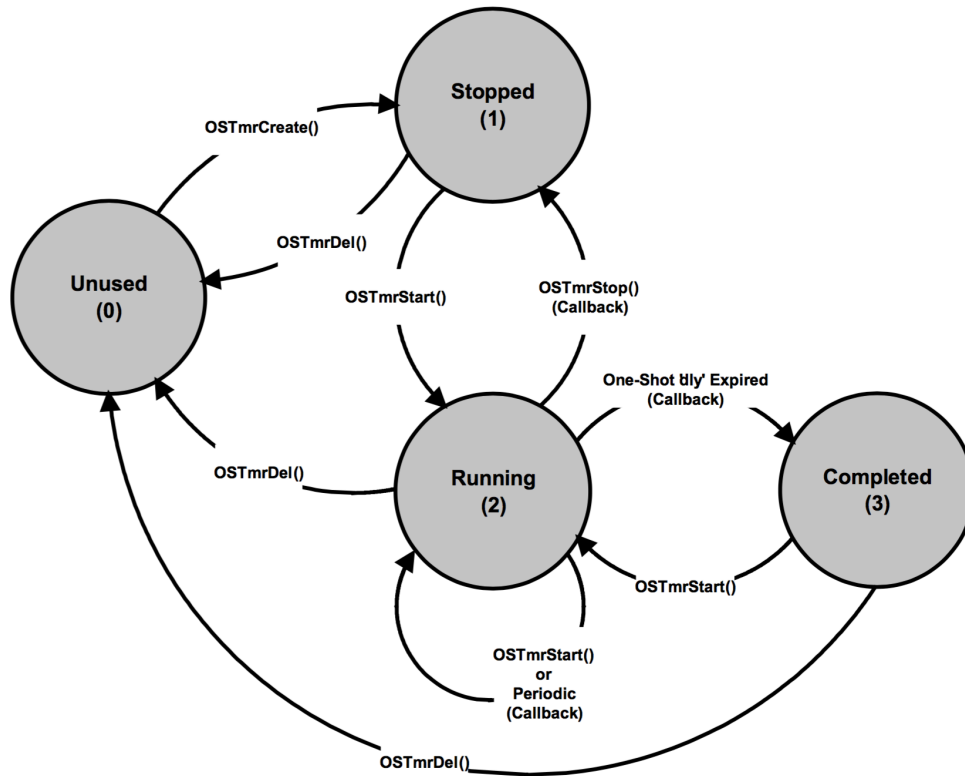 Stopped
(1)
OSTmrCreate()
OSTmrDel()
Unused
(0)
OSTmrStart()
OSTmrStop()
(Callback)
One-Shot 'dly' Expired
(Callback)
OSTmrDel()
Running
(2)
Completed
(3)
OSTmrStart()
OSTmrStart()
or
Periodic
(Callback)
OSTmrDel()